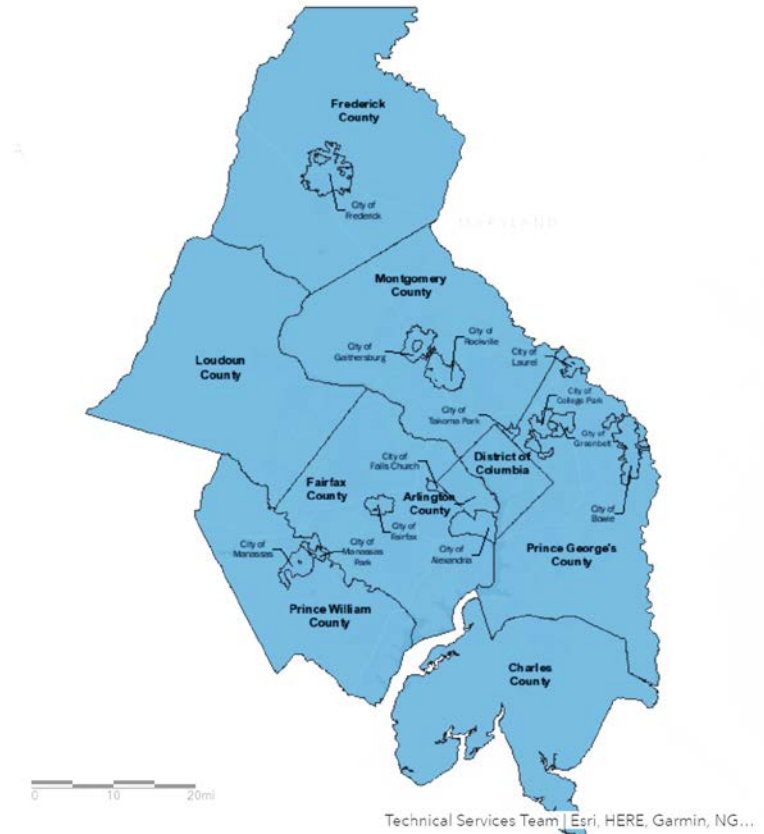 Frederick
County
City of
Frederick
MARYLAND
Montgomery
County
Loudoun
County
City of
Gaithersburg
City of
Rockville
City of
Laurel
City of
College Park
City of
Takoma Park
City of
Greenbelt
District of
Columbia
City of
Falls Church
Fairfax
County
Arlington
County
City of
Bowie
City of
Fairfax
City of
Manassas
City of
Manassas
Park
City of
Alexandria
Prince George's
County
Prince William
County
Charles
County
0 10 20mi
Technical Services Team | Esri, HERE, Garmin, NG...